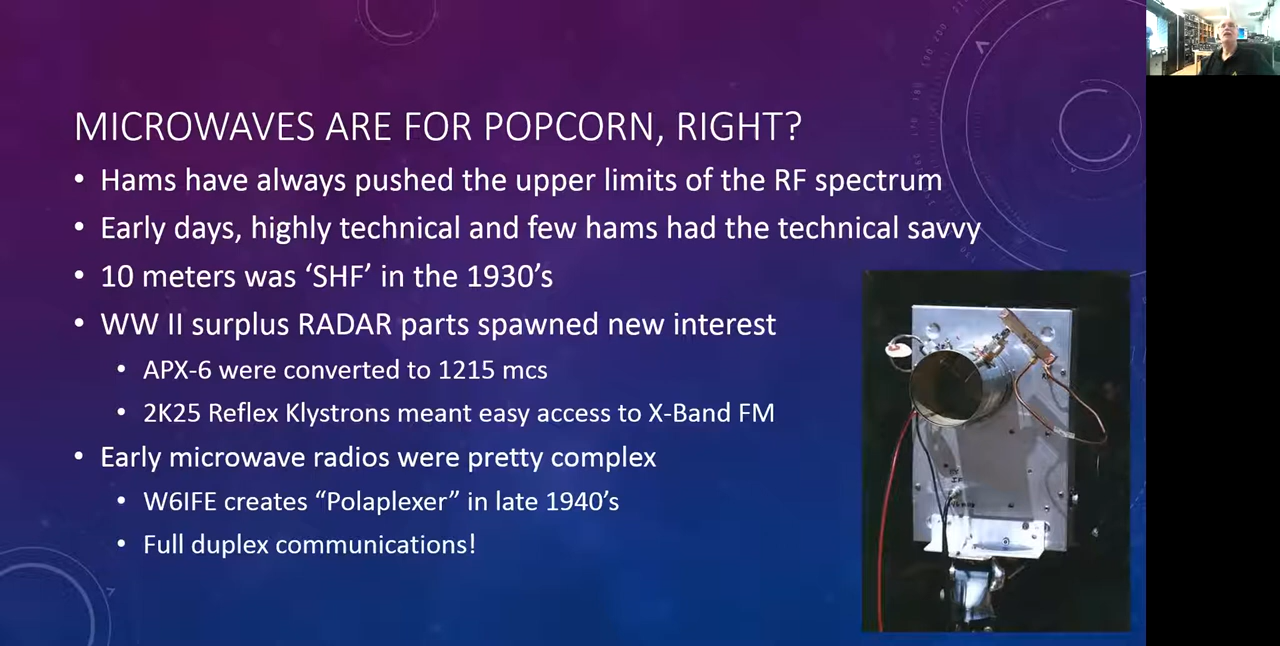 MICROWAVES ARE FOR POPCORN, RIGHT?
• Hams have always pushed the upper limits of the RF spectrum
• Early days, highly technical and few hams had the technical savvy
• 10 meters was ‘SHF’ in the 1930’s
• WW II surplus RADAR parts spawned new interest
• APX-6 were converted to 1215 mcs
• 2K25 Reflex Klystrons meant easy access to X-Band FM
• Early microwave radios were pretty complex
• W6IFE creates “Polaplexer” in late 1940’s
• Full duplex communications!